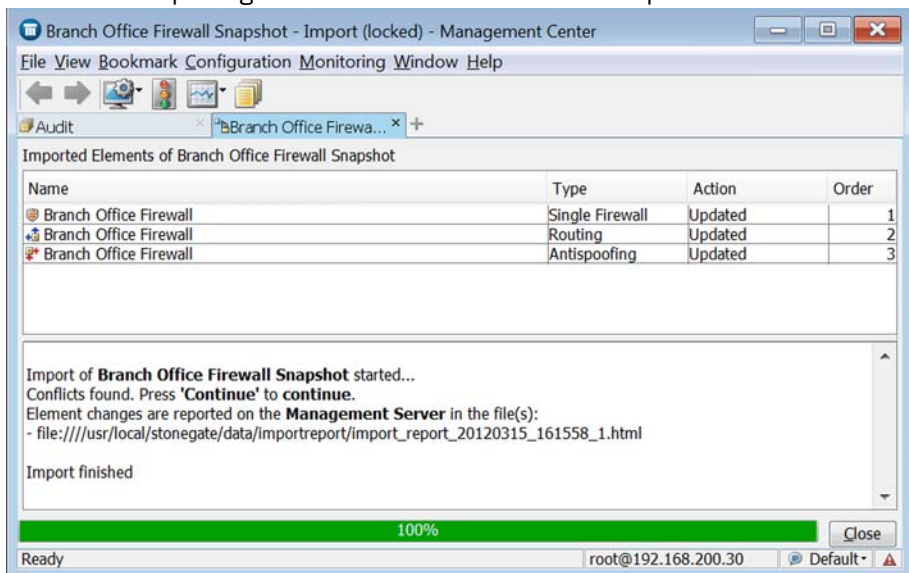 Branch Office Firewall Snapshot - Import (locked) - Management Center
File View Bookmark Configuration Monitoring Window Help
Audit Branch Office Firewa...
Imported Elements of Branch Office Firewall Snapshot
Name Type Action Order
Branch Office Firewall Single Firewall Updated 1
Branch Office Firewall Routing Updated 2
Branch Office Firewall Antispoofing Updated 3
Import of Branch Office Firewall Snapshot started...
Conflicts found. Press 'Continue' to continue.
Element changes are reported on the Management Server in the file(s):
- file:////usr/local/stonegate/data/importreport/import_report_20120315_161558_1.html
Import finished
100%
Close
Ready root@192.168.200.30 Default